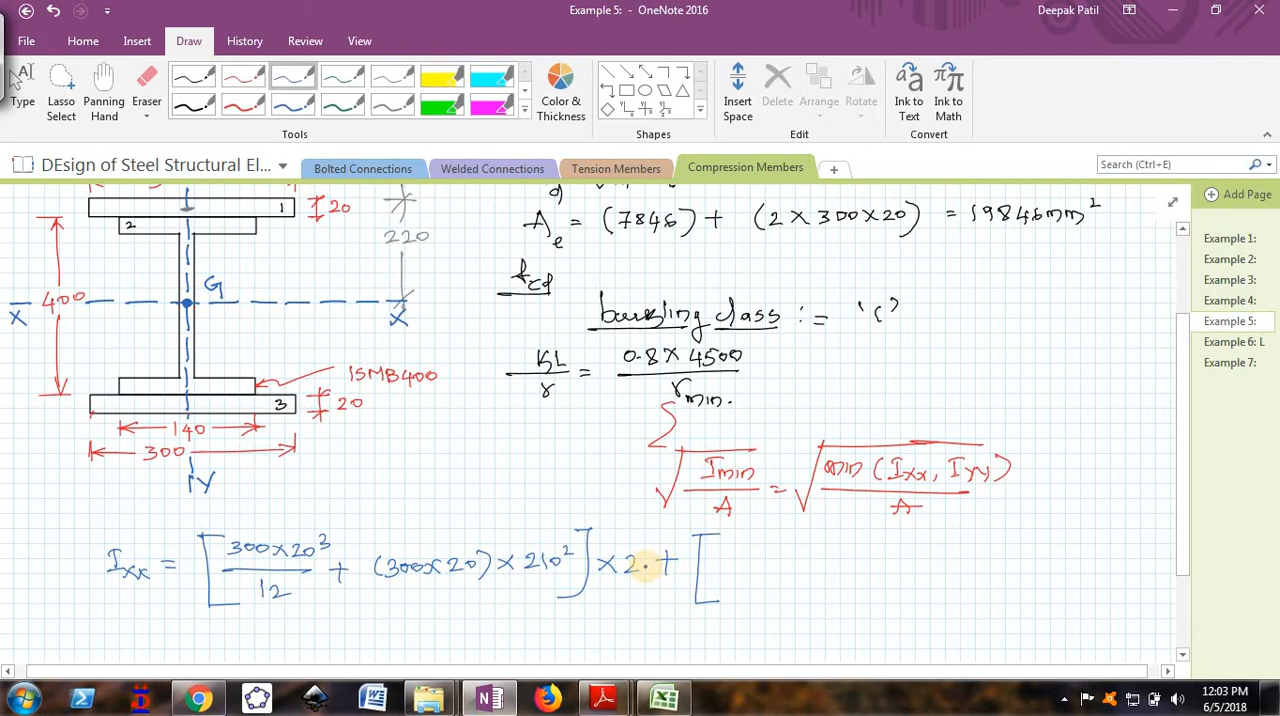 Example 5: - OneNote 2016
Deepak Patil
File Home Insert Draw History Review View
Type
Lasso Select
Panning Hand
Eraser
Color & Thickness
Insert Space
Delete
Arrange
Rotate
Ink to Text
Ink to Math
Tools
Shapes
Edit
Convert
DEsign of Steel Structural El...
Bolted Connections
Welded Connections
Tension Members
Compression Members
Search (Ctrl+E)
Add Page
Example 1:
Example 2:
Example 3:
Example 4:
Example 5:
Example 6: L
Example 7:
1
20
2
220
400
G
X
X
ISMB400
3
20
140
300
Y
Ae = (7846) + (2 × 300×20) = 19846mm²
fcd
buckling class := 'c'
KL/r = 0.8 × 4500 / rmin.
√(Imin/A) = √(min (Ixx, Iyy)/A)
Ixx = [300×20³/12 + (300×20) × 210²] × 2 + [
12:03 PM
6/5/2018